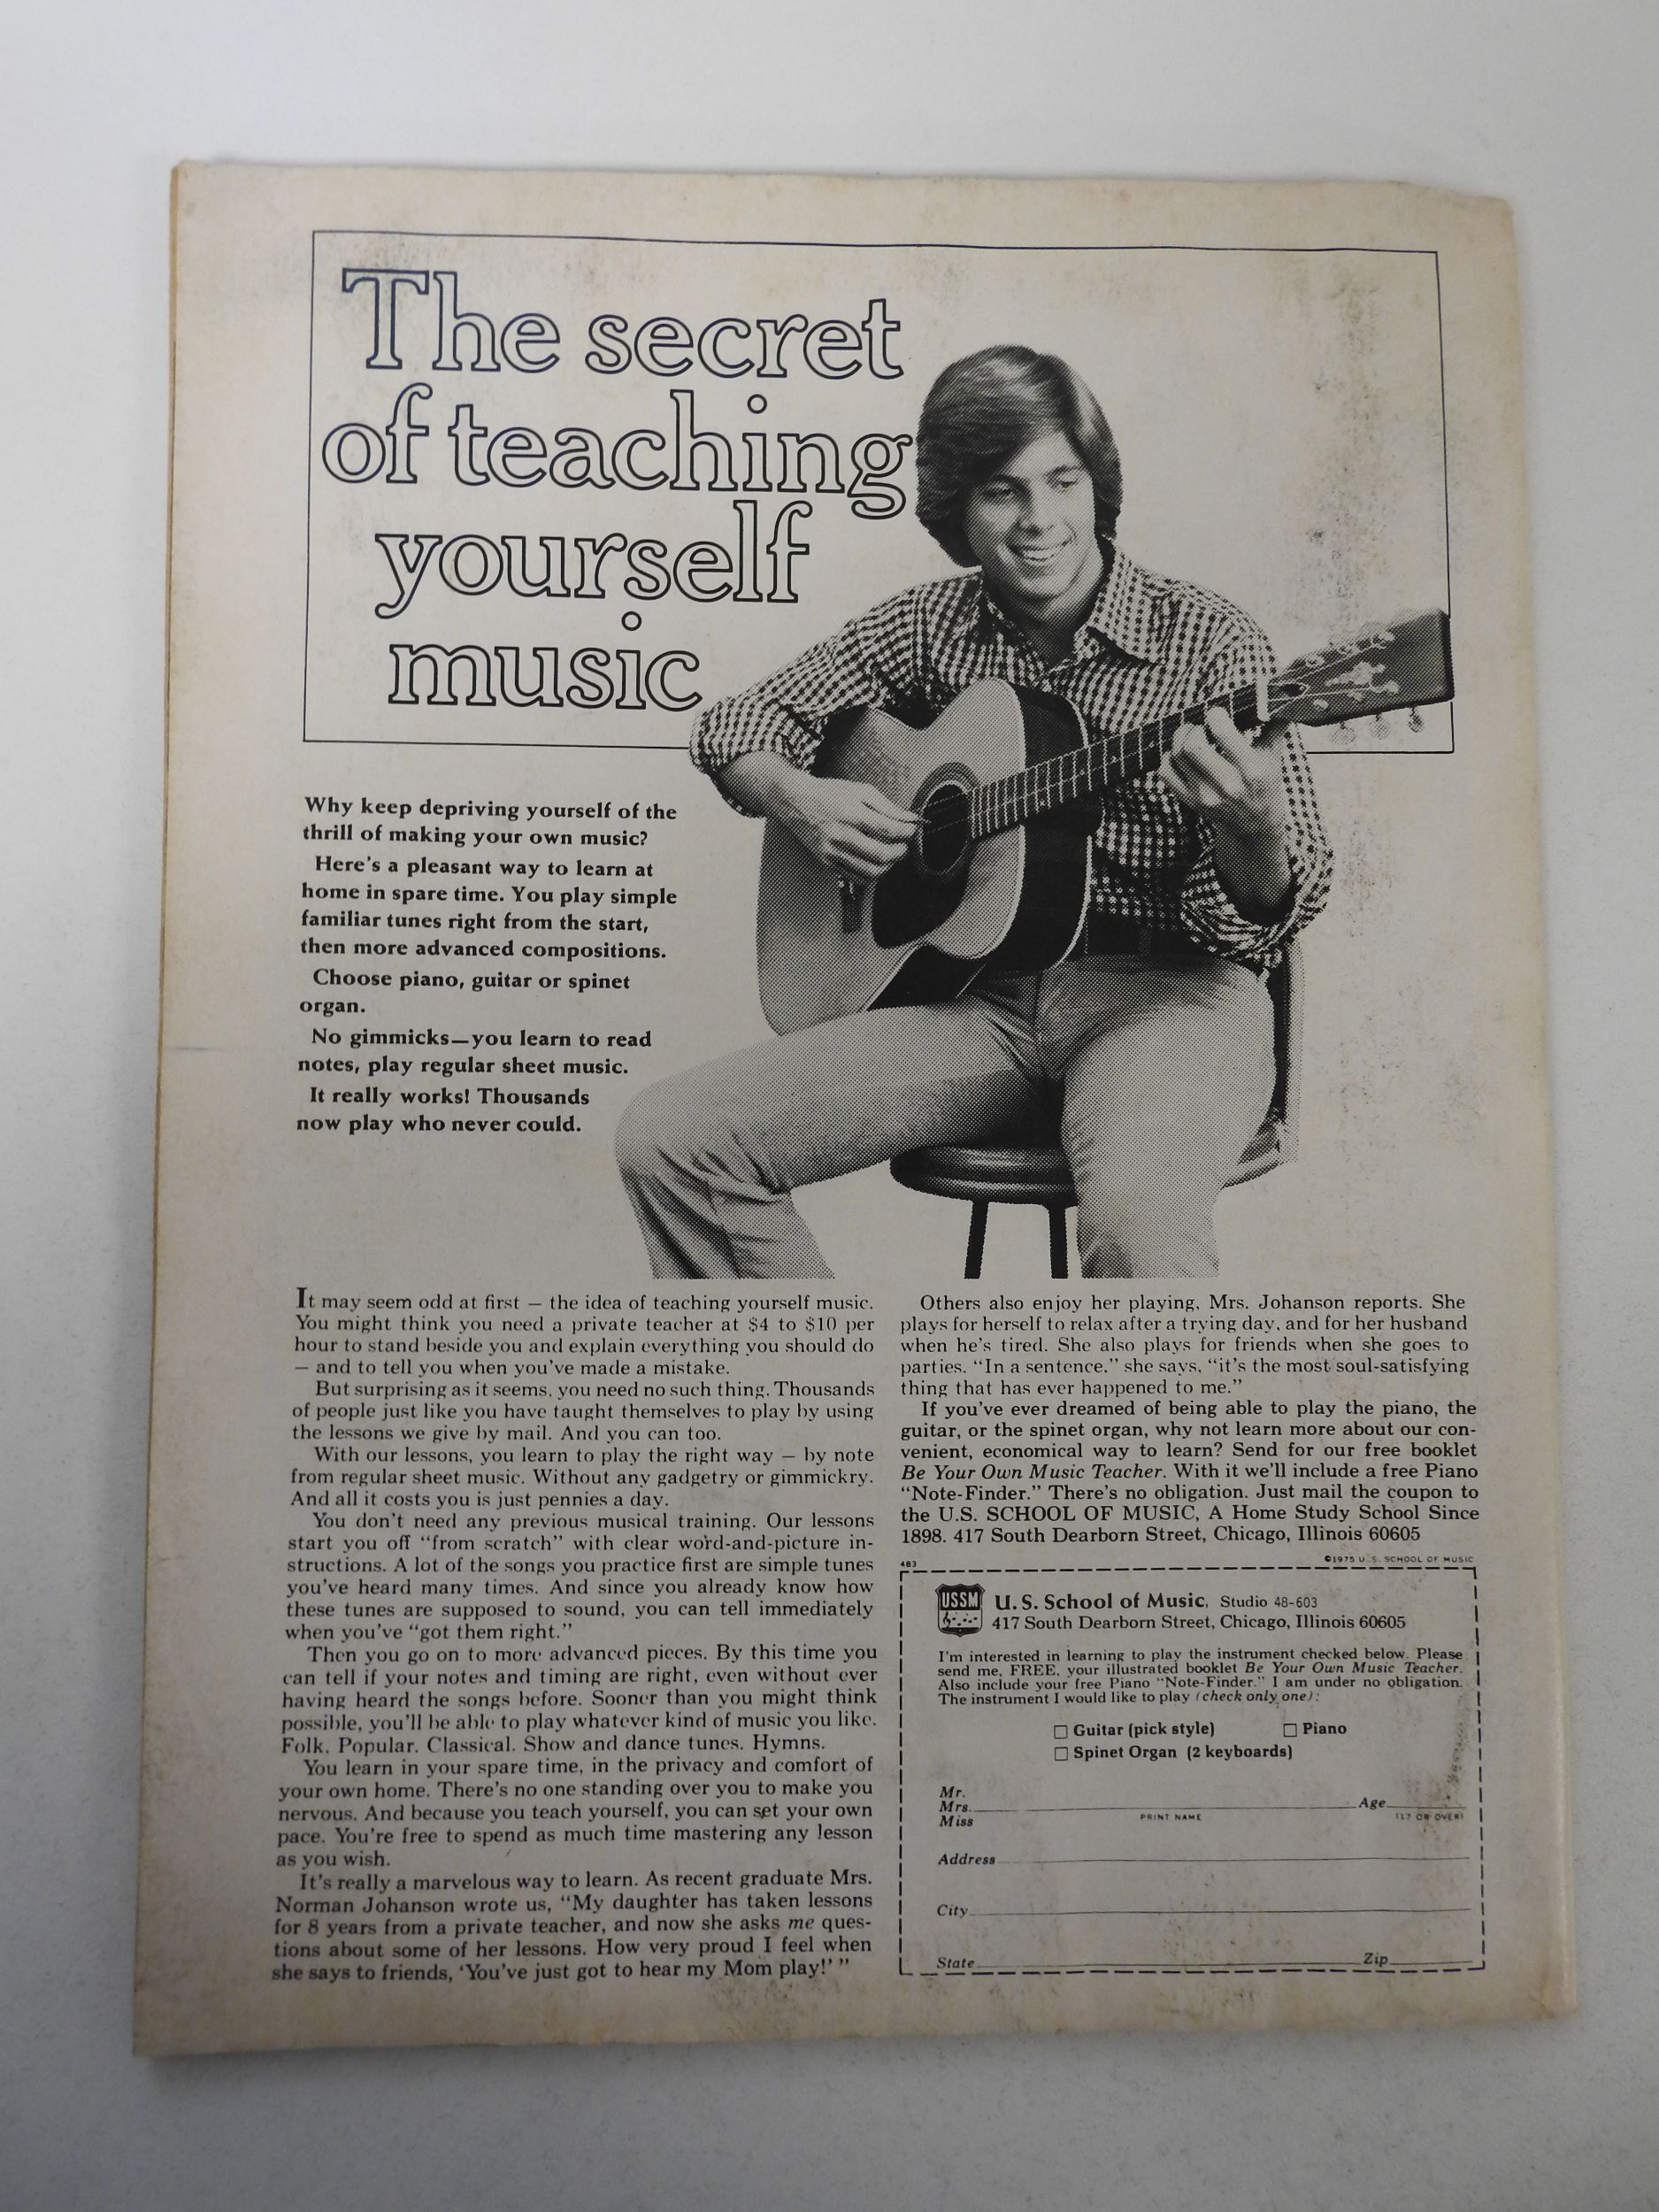 The secret
of teaching
yourself
music
Why keep depriving yourself of the
thrill of making your own music?
Here's a pleasant way to learn at
home in spare time. You play simple
familiar tunes right from the start,
then more advanced compositions.
Choose piano, guitar or spinet
organ.
No gimmicks—you learn to read
notes, play regular sheet music.
It really works! Thousands
now play who never could.
It may seem odd at first — the idea of teaching yourself music.
You might think you need a private teacher at $4 to $10 per
hour to stand beside you and explain everything you should do
— and to tell you when you've made a mistake.
But surprising as it seems, you need no such thing. Thousands
of people just like you have taught themselves to play by using
the lessons we give by mail. And you can too.
With our lessons, you learn to play the right way — by note
from regular sheet music. Without any gadgetry or gimmickry.
And all it costs you is just pennies a day.
You don't need any previous musical training. Our lessons
start you off “from scratch” with clear word-and-picture in-
structions. A lot of the songs you practice first are simple tunes
you've heard many times. And since you already know how
these tunes are supposed to sound, you can tell immediately
when you've “got them right.”
Then you go on to more advanced pieces. By this time you
can tell if your notes and timing are right, even without ever
having heard the songs before. Sooner than you might think
possible, you'll be able to play whatever kind of music you like.
Folk. Popular. Classical. Show and dance tunes. Hymns.
You learn in your spare time, in the privacy and comfort of
your own home. There's no one standing over you to make you
nervous. And because you teach yourself, you can set your own
pace. You're free to spend as much time mastering any lesson
as you wish.
It's really a marvelous way to learn. As recent graduate Mrs.
Norman Johanson wrote us, “My daughter has taken lessons
for 8 years from a private teacher, and now she asks me ques-
tions about some of her lessons. How very proud I feel when
she says to friends, ‘You've just got to hear my Mom play!’ ”
Others also enjoy her playing, Mrs. Johanson reports. She
plays for herself to relax after a trying day, and for her husband
when he's tired. She also plays for friends when she goes to
parties. “In a sentence,” she says, “it's the most soul-satisfying
thing that has ever happened to me.”
If you've ever dreamed of being able to play the piano, the
guitar, or the spinet organ, why not learn more about our con-
venient, economical way to learn? Send for our free booklet
Be Your Own Music Teacher. With it we'll include a free Piano
“Note-Finder.” There's no obligation. Just mail the coupon to
the U.S. SCHOOL OF MUSIC, A Home Study School Since
1898. 417 South Dearborn Street, Chicago, Illinois 60605
483 ©1975 U.S. SCHOOL OF MUSIC
USSM U.S. School of Music, Studio 48-603
417 South Dearborn Street, Chicago, Illinois 60605
I'm interested in learning to play the instrument checked below. Please
send me, FREE, your illustrated booklet Be Your Own Music Teacher.
Also include your free Piano “Note-Finder.” I am under no obligation.
The instrument I would like to play (check only one):
☐ Guitar (pick style) ☐ Piano
☐ Spinet Organ (2 keyboards)
Mr.
Mrs. Age
Miss PRINT NAME (17 OR OVER)
Address
City
State Zip